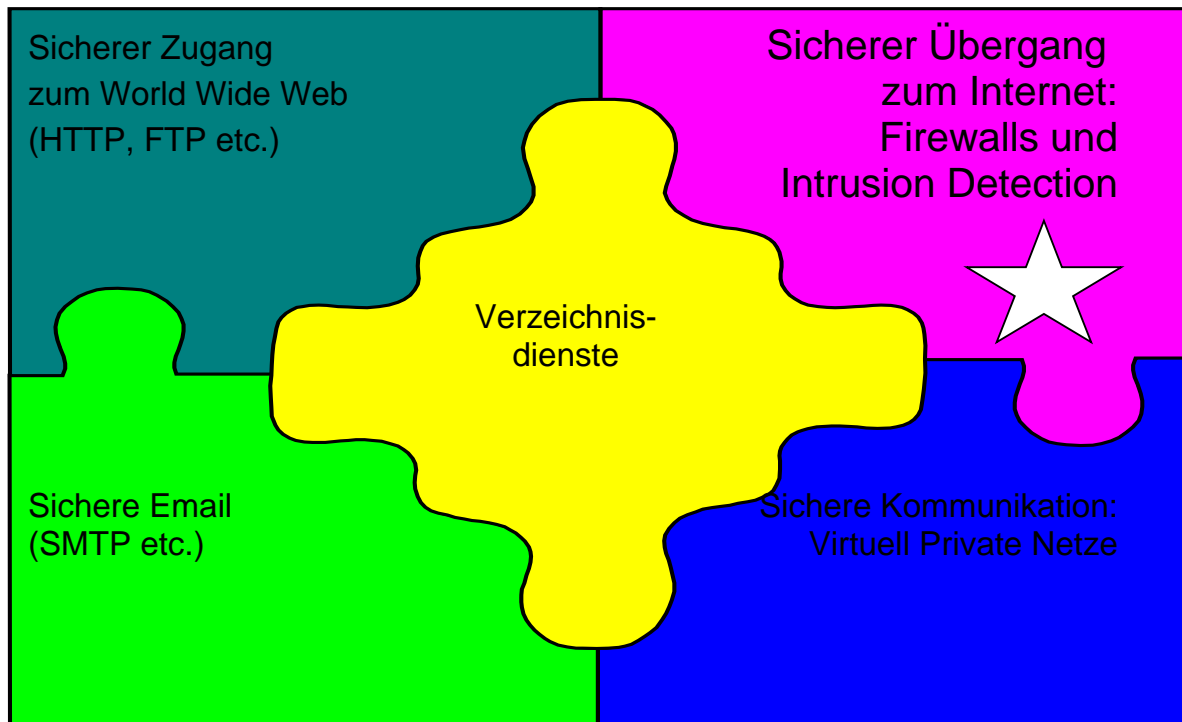 Sicherer Zugang
zum World Wide Web
(HTTP, FTP etc.)
Sicherer Übergang
zum Internet:
Firewalls und
Intrusion Detection
Verzeichnis-
dienste
Sichere Email
(SMTP etc.)
Sichere Kommunikation:
Virtuell Private Netze